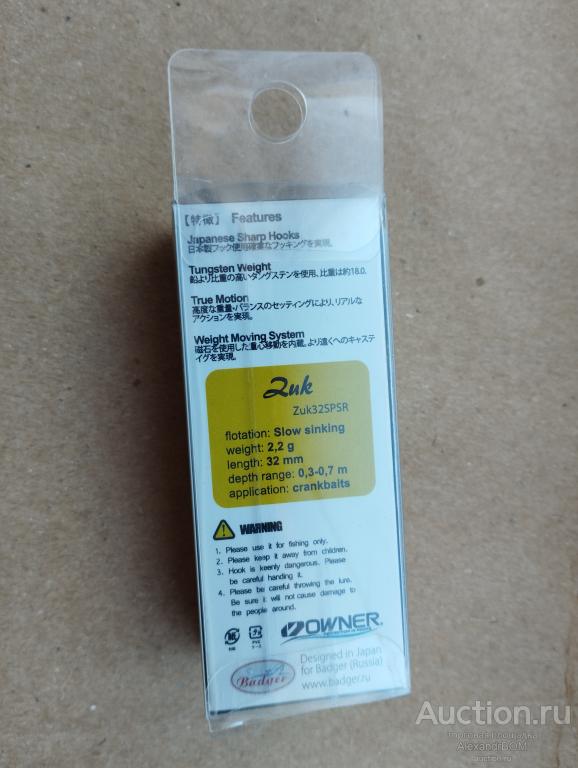 【特徴】 Features
Japanese Sharp Hooks
日本製フック使用確実なフッキングを実現。
Tungsten Weight
鉛より比重の高いタングステンを使用、比重は約18.0.
True Motion
高度な重量・バランスのセッティングにより、リアルな
アクションを実現。
Weight Moving System
磁石を使用した重心移動を内蔵。より遠くへのキャステ
イグを実現。
Zuk
Zuk32SPSR
flotation: Slow sinking
weight: 2,2 g
length: 32 mm
depth range: 0,3-0,7 m
application: crankbaits
WARNING
1. Please use it for fishing only.
2. Please keep it away from children.
3. Hook is keenly dangerous. Please
be careful handing it.
4. Please be careful throwing the lure.
Be sure it will not cause damage to
the people around.
PVC
OWNER
Badger
Designed in Japan
for Badger (Russia)
www.badger.ru
Auction.ru
торговая площадка
AlexandrBOM
auction.ru